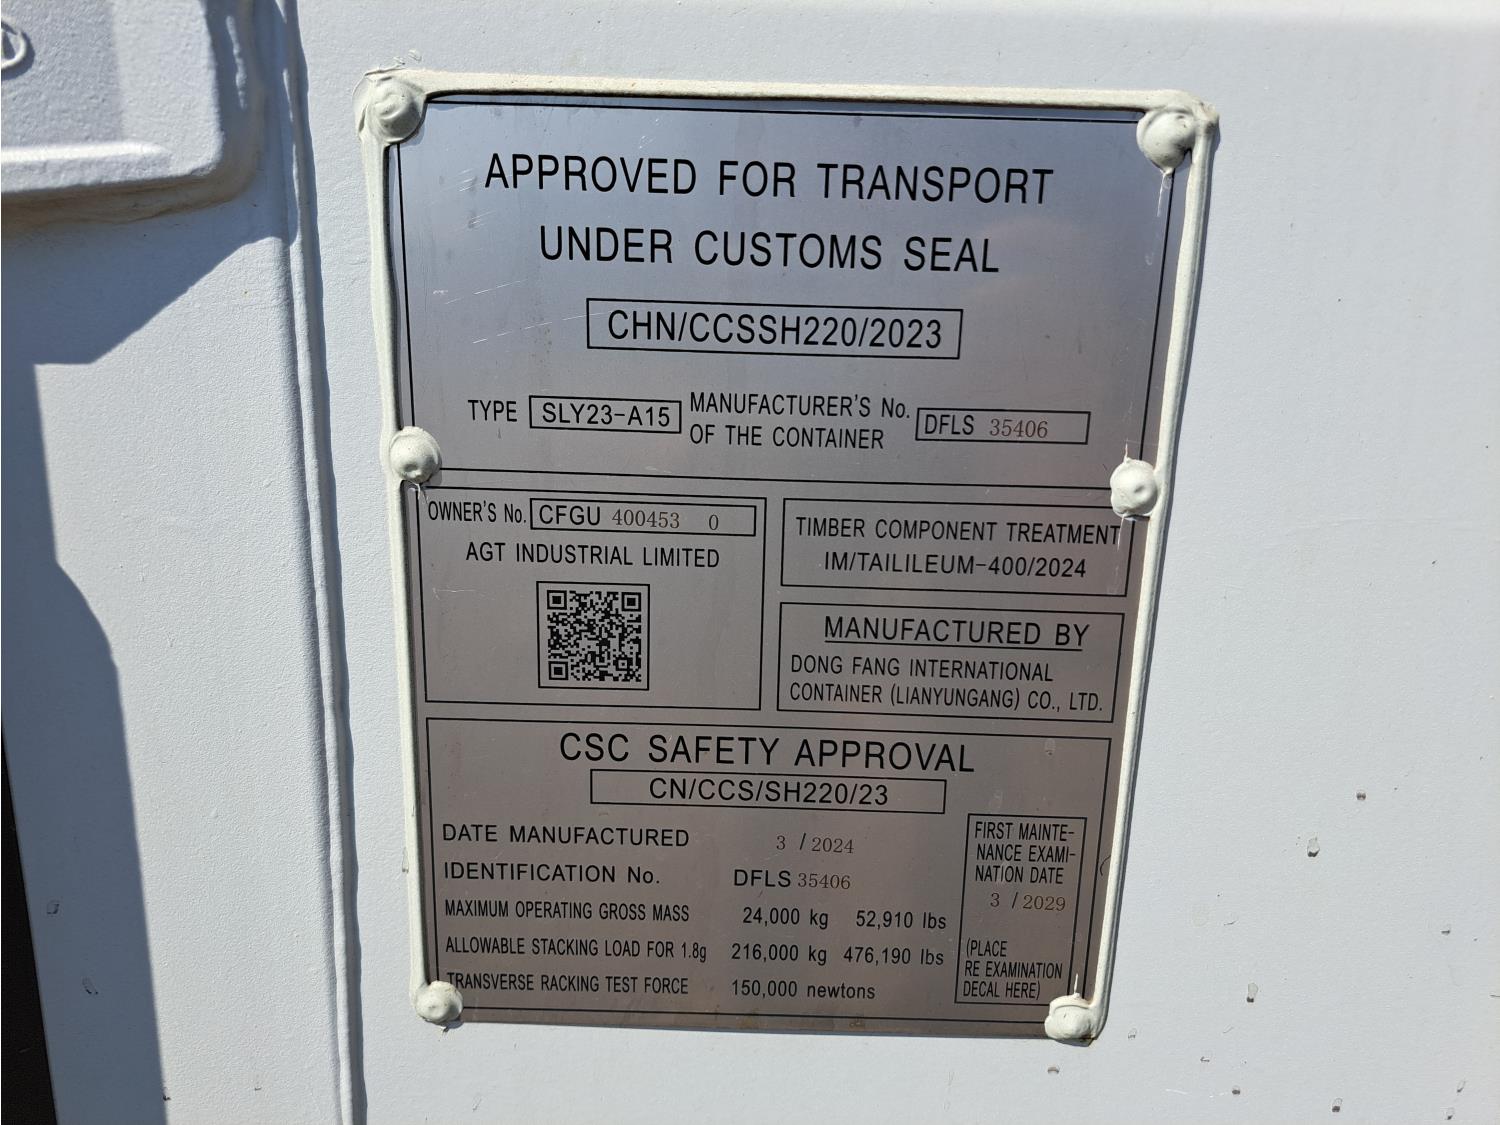 APPROVED FOR TRANSPORT
UNDER CUSTOMS SEAL
CHN/CCSSH220/2023
TYPE SLY23-A15 MANUFACTURER'S No. OF THE CONTAINER DFLS 35406
OWNER'S No. CFGU 400453 0
AGT INDUSTRIAL LIMITED
TIMBER COMPONENT TREATMENT
IM/TAILILEUM-400/2024
MANUFACTURED BY
DONG FANG INTERNATIONAL
CONTAINER (LIANYUNGANG) CO., LTD.
CSC SAFETY APPROVAL
CN/CCS/SH220/23
DATE MANUFACTURED 3 / 2024
IDENTIFICATION No. DFLS 35406
MAXIMUM OPERATING GROSS MASS 24,000 kg 52,910 lbs
ALLOWABLE STACKING LOAD FOR 1.8g 216,000 kg 476,190 lbs
TRANSVERSE RACKING TEST FORCE 150,000 newtons
FIRST MAINTE-
NANCE EXAMI-
NATION DATE
3 / 2029
(PLACE
RE EXAMINATION
DECAL HERE)